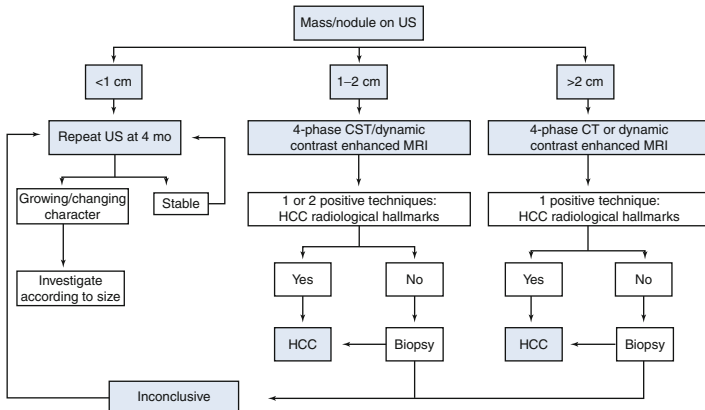 Mass/nodule on US
<1 cm
1–2 cm
>2 cm
Repeat US at 4 mo
4-phase CST/dynamic
contrast enhanced MRI
4-phase CT or dynamic
contrast enhanced MRI
Growing/changing
character
Stable
1 or 2 positive techniques:
HCC radiological hallmarks
1 positive technique:
HCC radiological hallmarks
Investigate
according to size
Yes
No
Yes
No
HCC
Biopsy
HCC
Biopsy
Inconclusive